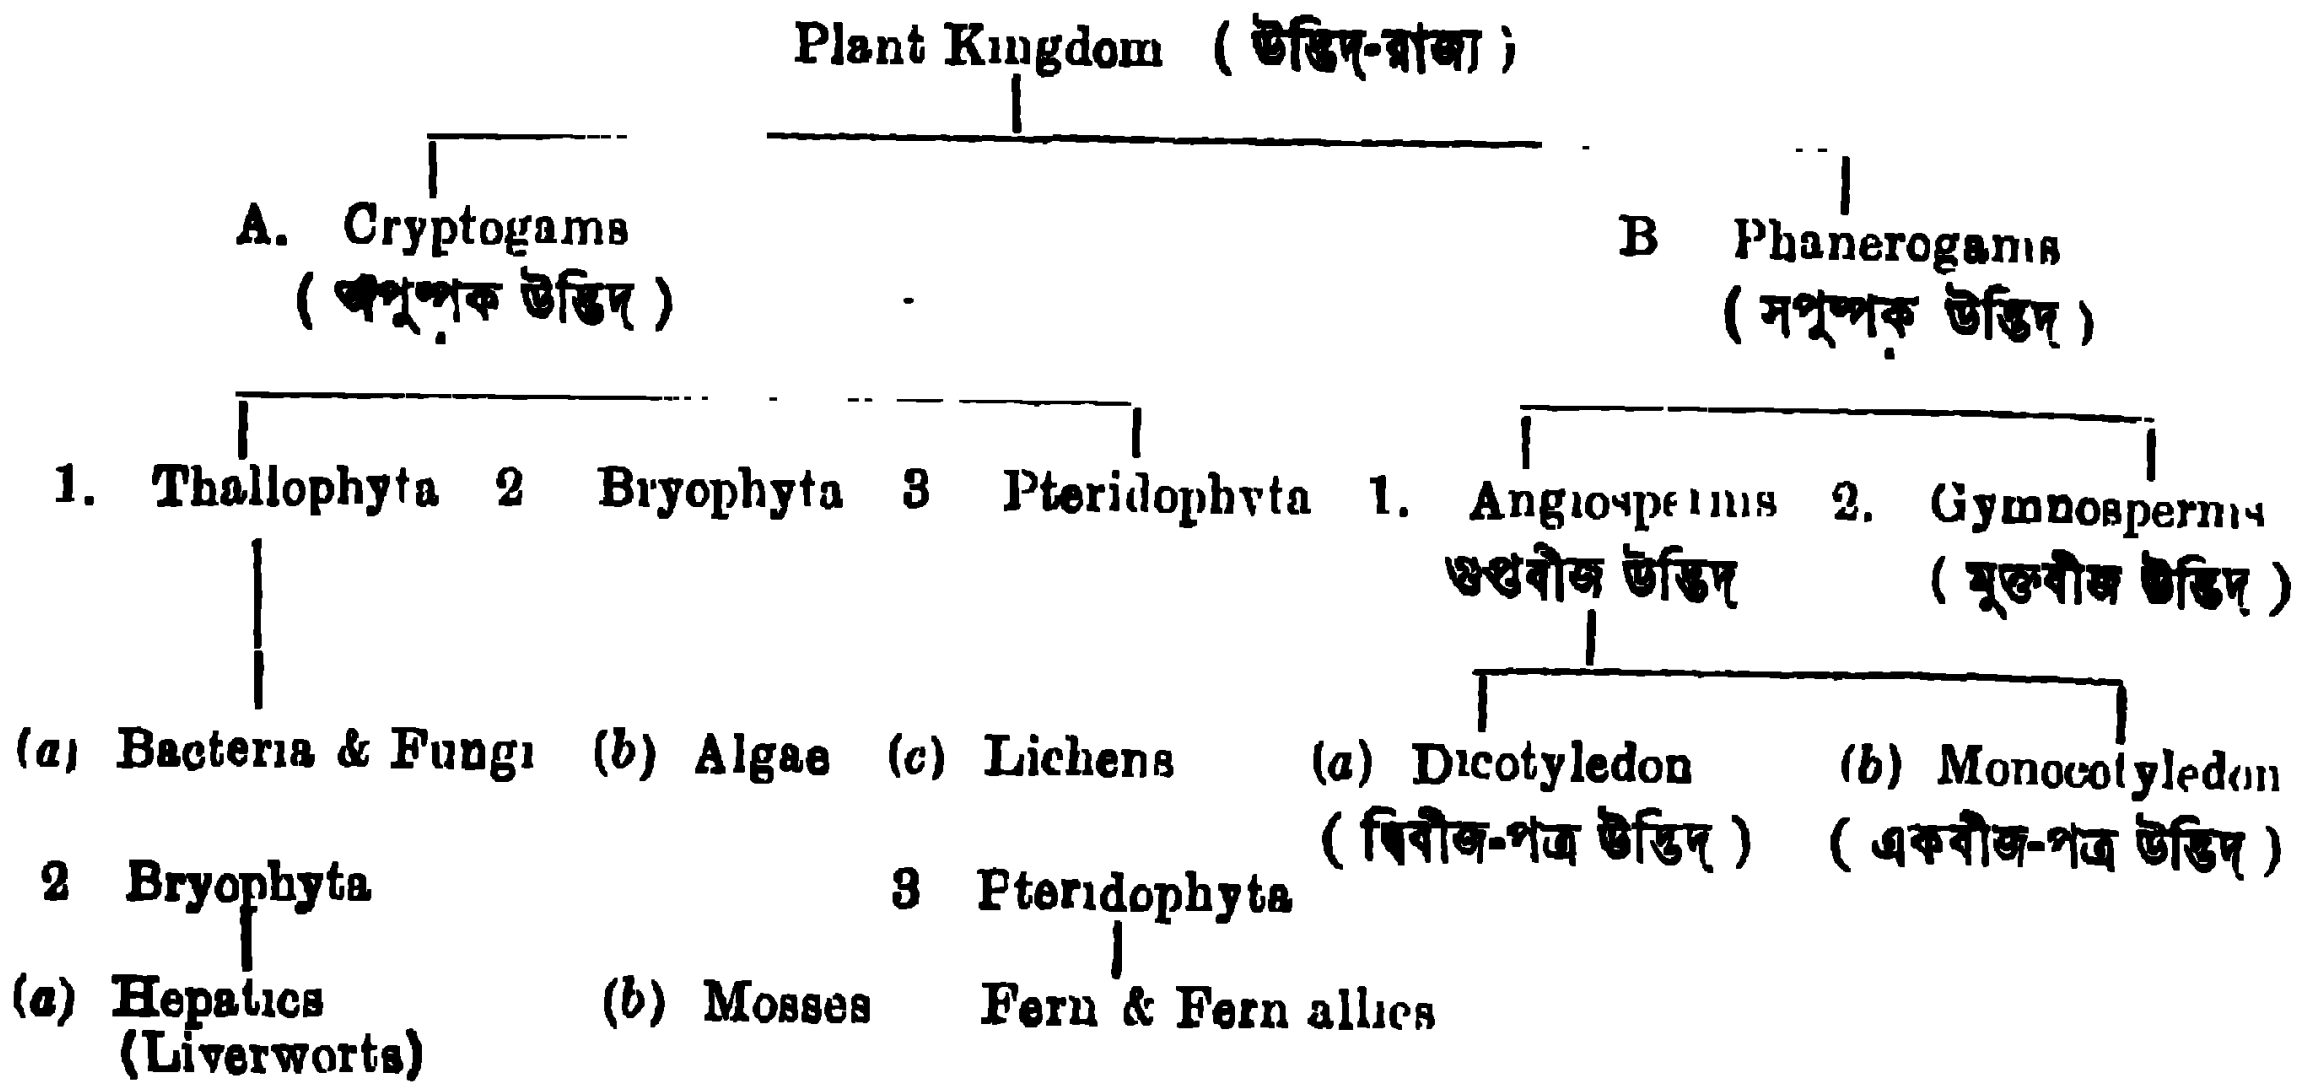 Plant Kingdom ( উদ্ভিদ্-রাজ্য )
A. Cryptogams B Phanerogams
( অপুষ্পক উদ্ভিদ্ ) ( সপুষ্পক উদ্ভিদ্ )
1. Thallophyta 2 Bryophyta 3 Pteridophyta 1. Angiosperms 2. Gymnosperms
গুপ্তবীজ উদ্ভিদ্ ( মুক্তবীজ উদ্ভিদ্ )
(a) Bacteria & Fungi (b) Algae (c) Lichens (a) Dicotyledon (b) Monocotyledon
( দ্বিবীজ-পত্র উদ্ভিদ্ ) ( একবীজ-পত্র উদ্ভিদ্ )
2 Bryophyta 3 Pteridophyta
(a) Hepatics (b) Mosses Fern & Fern allies
(Liverworts)